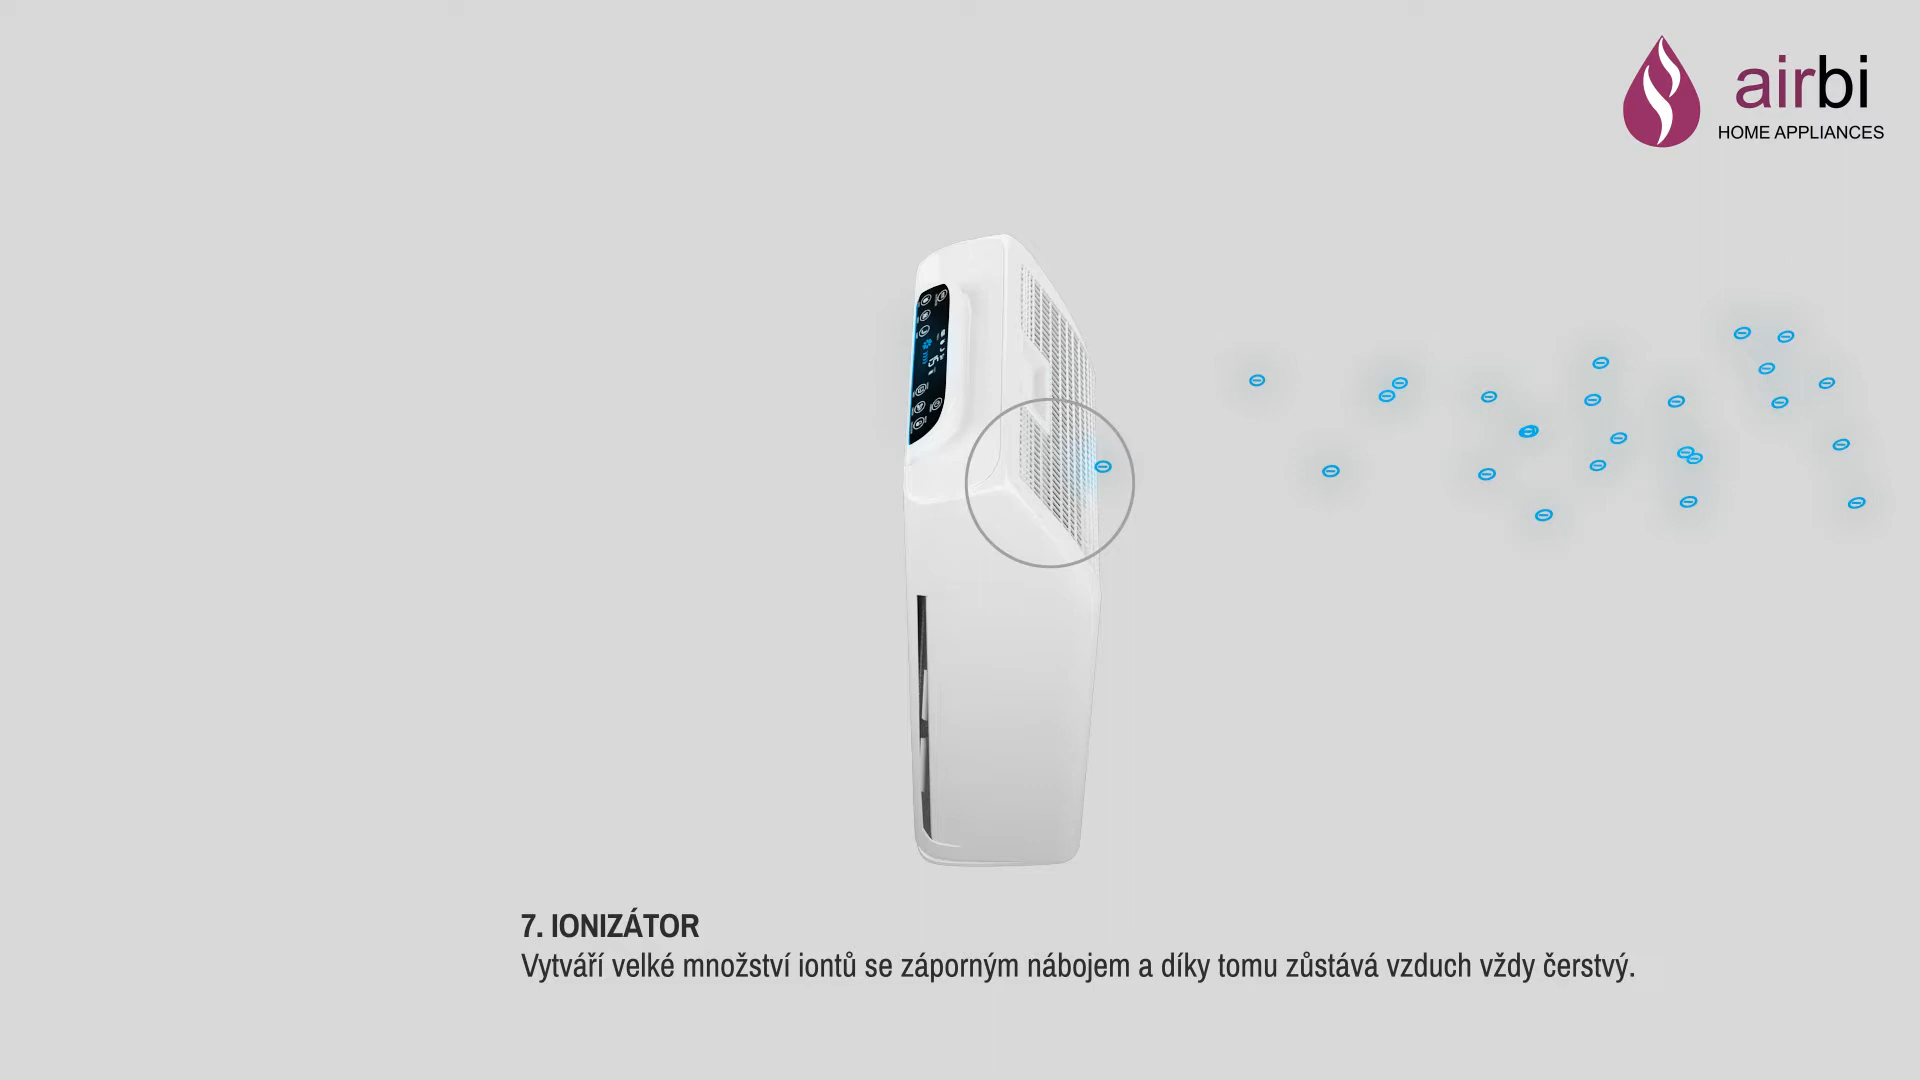 airbi
HOME APPLIANCES
7. IONIZÁTOR
Vytváří velké množství iontů se záporným nábojem a díky tomu zůstává vzduch vždy čerstvý.